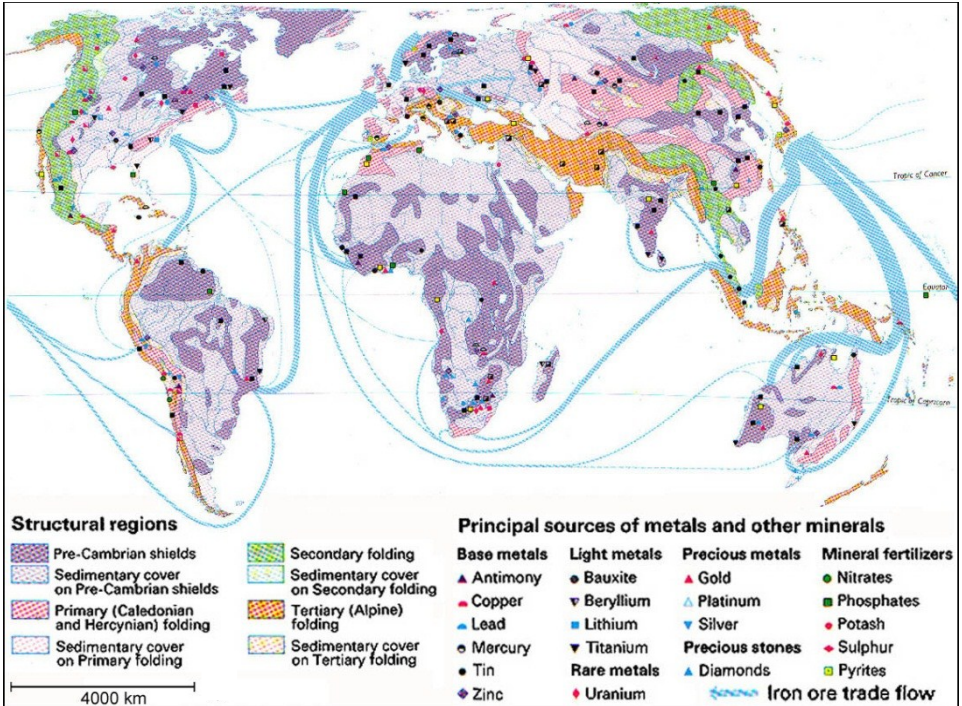 Tropic of Cancer
Equator
Tropic of Capricorn
Structural regions
Pre-Cambrian shields
Sedimentary cover
on Pre-Cambrian shields
Primary (Caledonian
and Hercynian) folding
Sedimentary cover
on Primary folding
Secondary folding
Sedimentary cover
on Secondary folding
Tertiary (Alpine)
folding
Sedimentary cover
on Tertiary folding
4000 km
Principal sources of metals and other minerals
Base metals
Antimony
Copper
Lead
Mercury
Tin
Zinc
Light metals
Bauxite
Beryllium
Lithium
Titanium
Rare metals
Uranium
Precious metals
Gold
Platinum
Silver
Precious stones
Diamonds
Mineral fertilizers
Nitrates
Phosphates
Potash
Sulphur
Pyrites
Iron ore trade flow